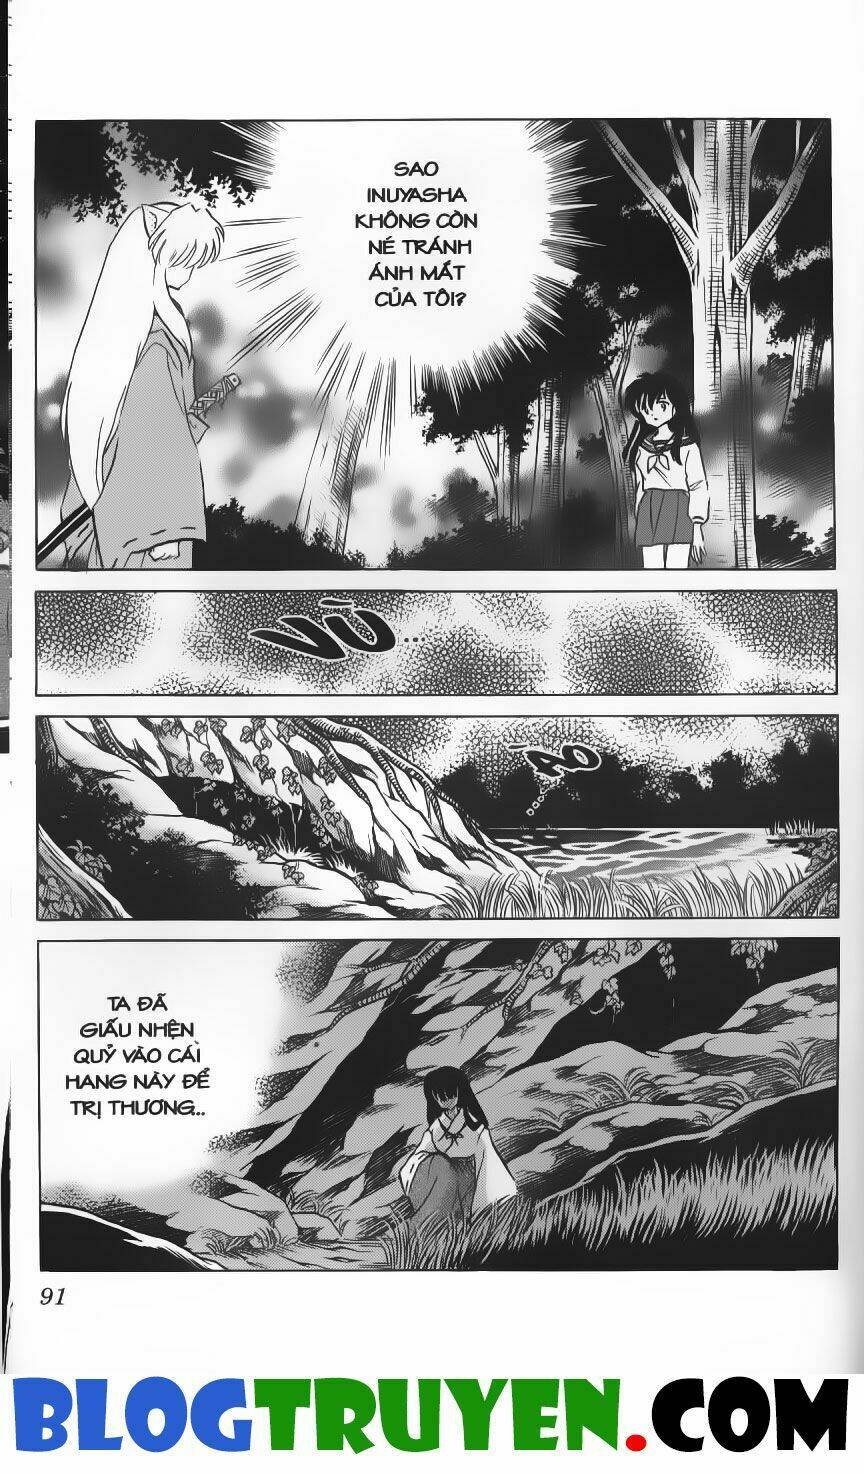 SAO
INUYASHA
KHÔNG CÒN
NÉ TRÁNH
ÁNH MẮT
CỦA TÔI?
VŨ...
ÀO
TA ĐÃ
GIẤU NHỆN
QUỶ VÀO CÁI
HANG NÀY ĐỂ
TRỊ THƯƠNG..
91
BLOGTRUYEN.COM